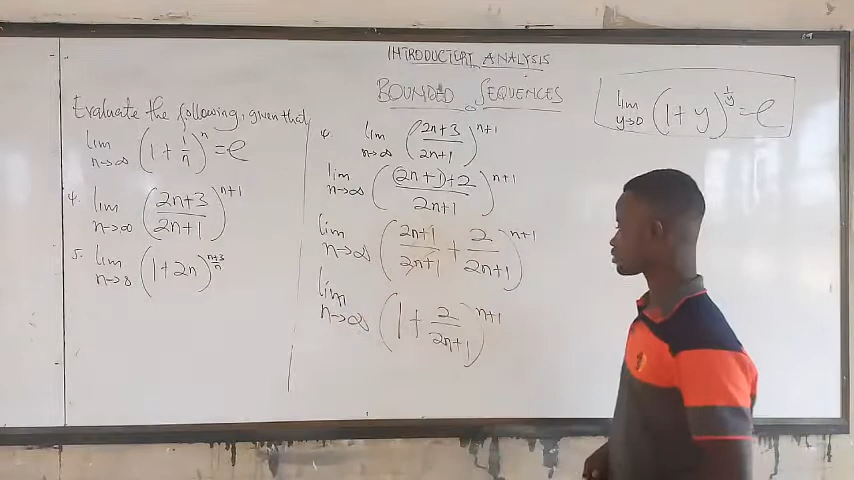 INTRODUCTORY ANALYSIS
BOUNDED SEQUENCES
Evaluate the following, given that
lim n→∞ (1 + 1/n)^n = e
4. lim n→∞ ((2n+3)/(2n+1))^(n+1)
5. lim n→8 (1+2n)^((n+3)/n)
4. lim n→∞ ((2n+3)/(2n+1))^(n+1)
lim n→∞ (((2n+1)+2)/(2n+1))^(n+1)
lim n→∞ ((2n+1)/(2n+1) + 2/(2n+1))^(n+1)
lim n→∞ (1 + 2/(2n+1))^(n+1)
lim y→0 (1+y)^(1/y) = e